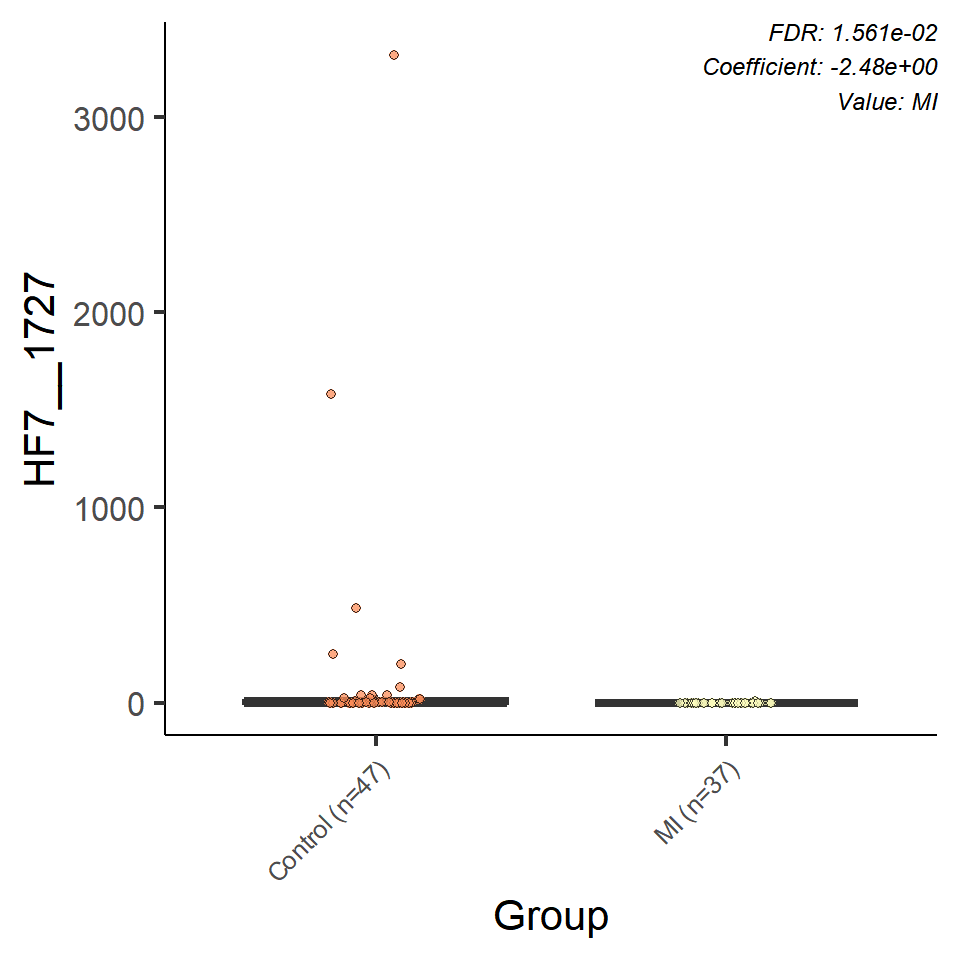 FDR: 1.561e-02
Coefficient: -2.48e+00
Value: MI
HF7__1727
3000
2000
1000
0
Control (n=47)
MI (n=37)
Group